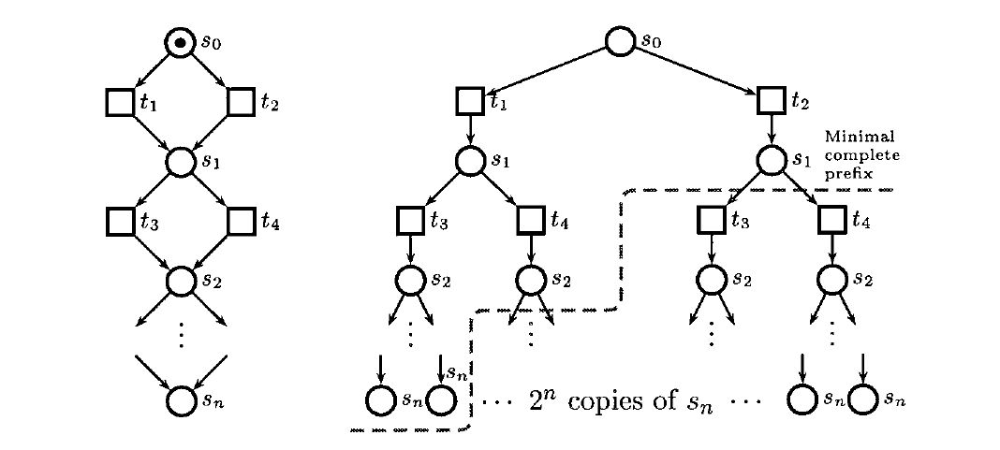 s₀
s₀
t₁ t₂
t₁ t₂
s₁
s₁ s₁
Minimal
complete
prefix
t₃ t₄
t₃ t₄ t₃ t₄
s₂
s₂ s₂ s₂ s₂
sₙ
sₙ
sₙ ··· 2ⁿ copies of sₙ ··· sₙ sₙ